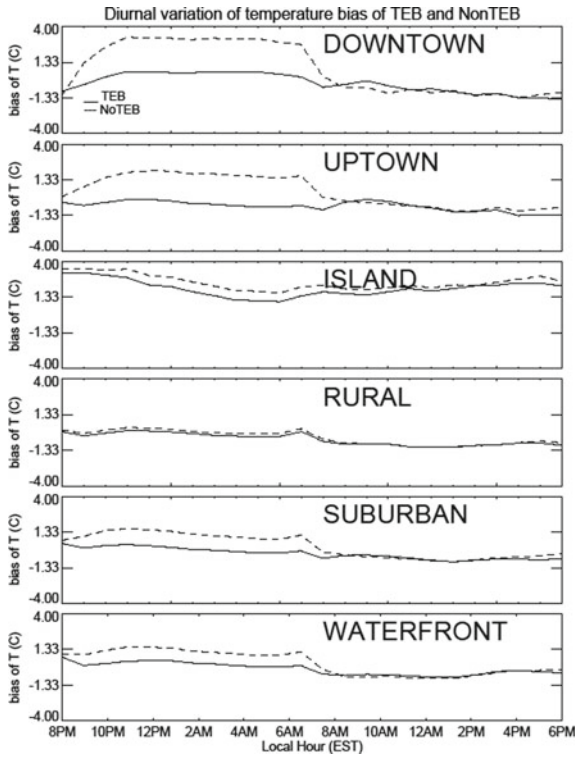 Diurnal variation of temperature bias of TEB and NonTEB
4.00
DOWNTOWN
1.33
-1.33
TEB
NoTEB
-4.00
bias of T (C)
4.00
UPTOWN
1.33
-1.33
-4.00
bias of T (C)
4.00
ISLAND
1.33
-1.33
-4.00
bias of T (C)
4.00
RURAL
1.33
-1.33
-4.00
bias of T (C)
4.00
SUBURBAN
1.33
-1.33
-4.00
bias of T (C)
4.00
WATERFRONT
1.33
-1.33
-4.00
bias of T (C)
8PM 10PM 12PM 2AM 4AM 6AM 8AM 10AM 12AM 2PM 4PM 6PM
Local Hour (EST)